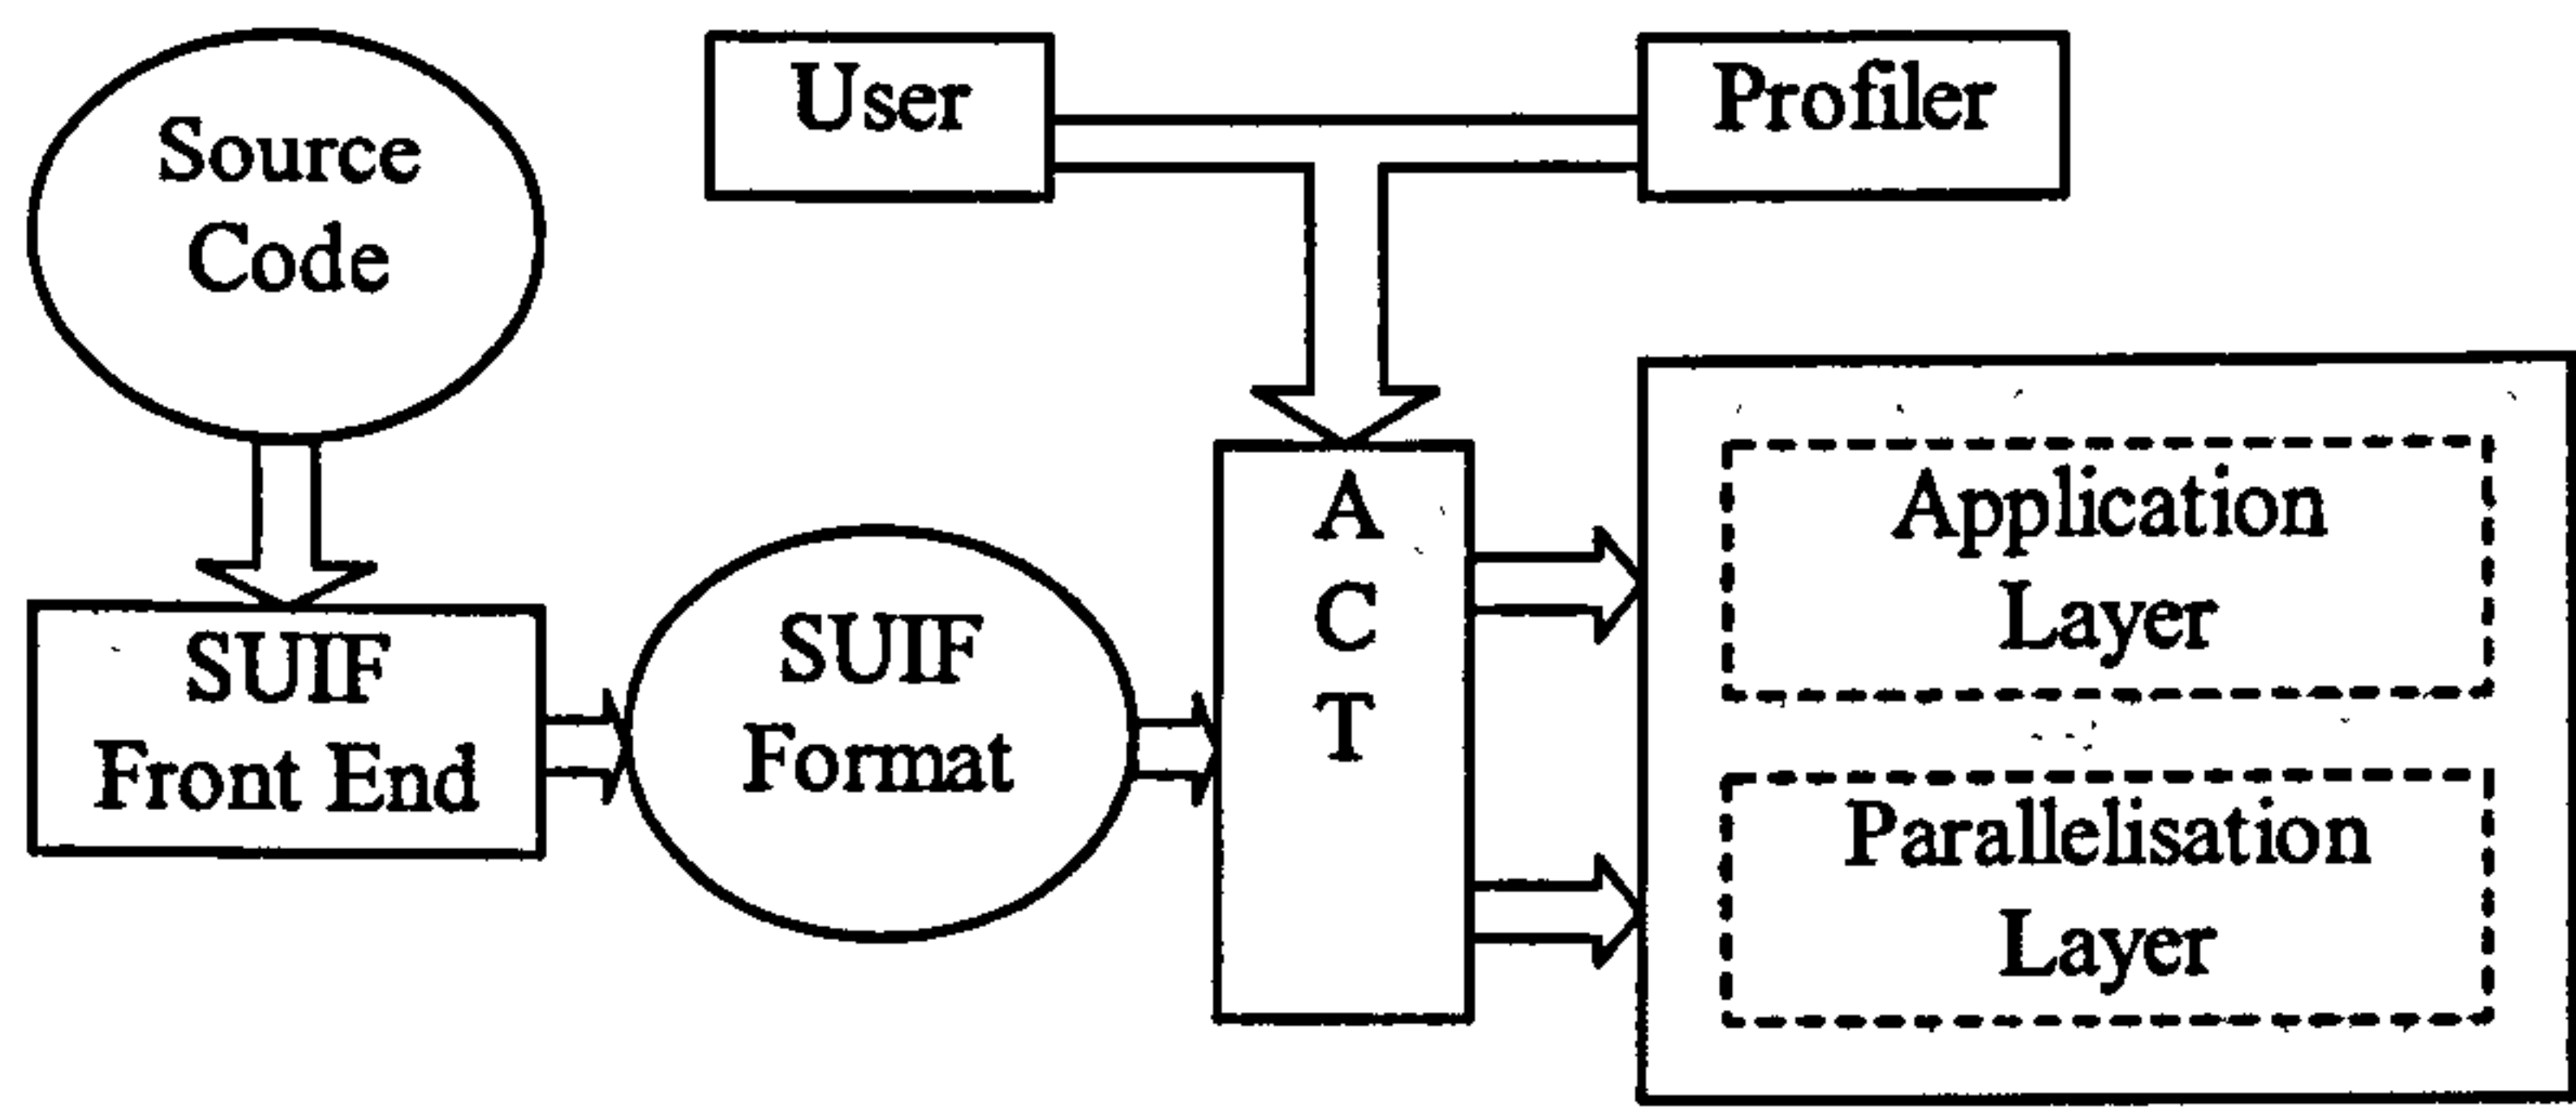 Source
Code
User
Profiler
SUIF
Front End
SUIF
Format
A
C
T
Application
Layer
Parallelisation
Layer